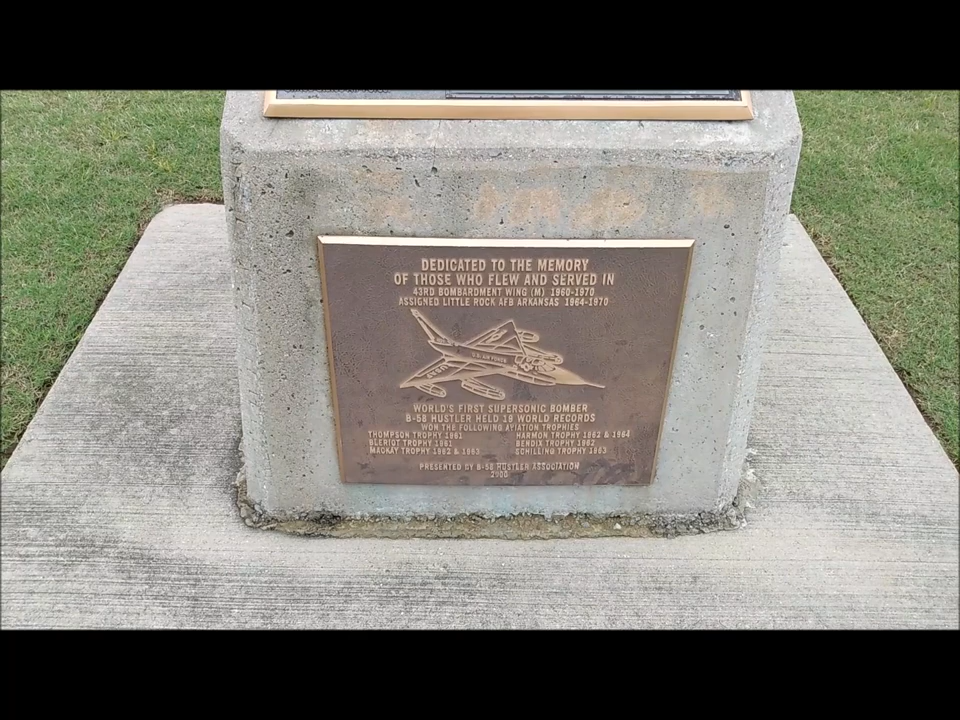 DEDICATED TO THE MEMORY
OF THOSE WHO FLEW AND SERVED IN
43RD BOMBARDMENT WING (M) 1960-1970
ASSIGNED LITTLE ROCK AFB ARKANSAS 1964-1970
U.S. AIR FORCE
WORLD'S FIRST SUPERSONIC BOMBER
B-58 HUSTLER HELD 19 WORLD RECORDS
WON THE FOLLOWING AVIATION TROPHIES
THOMPSON TROPHY 1961 HARMON TROPHY 1962 & 1964
BLERIOT TROPHY 1961 BENDIX TROPHY 1962
MACKAY TROPHY 1962 & 1963 SCHILLING TROPHY 1963
PRESENTED BY B-58 HUSTLER ASSOCIATION
2000